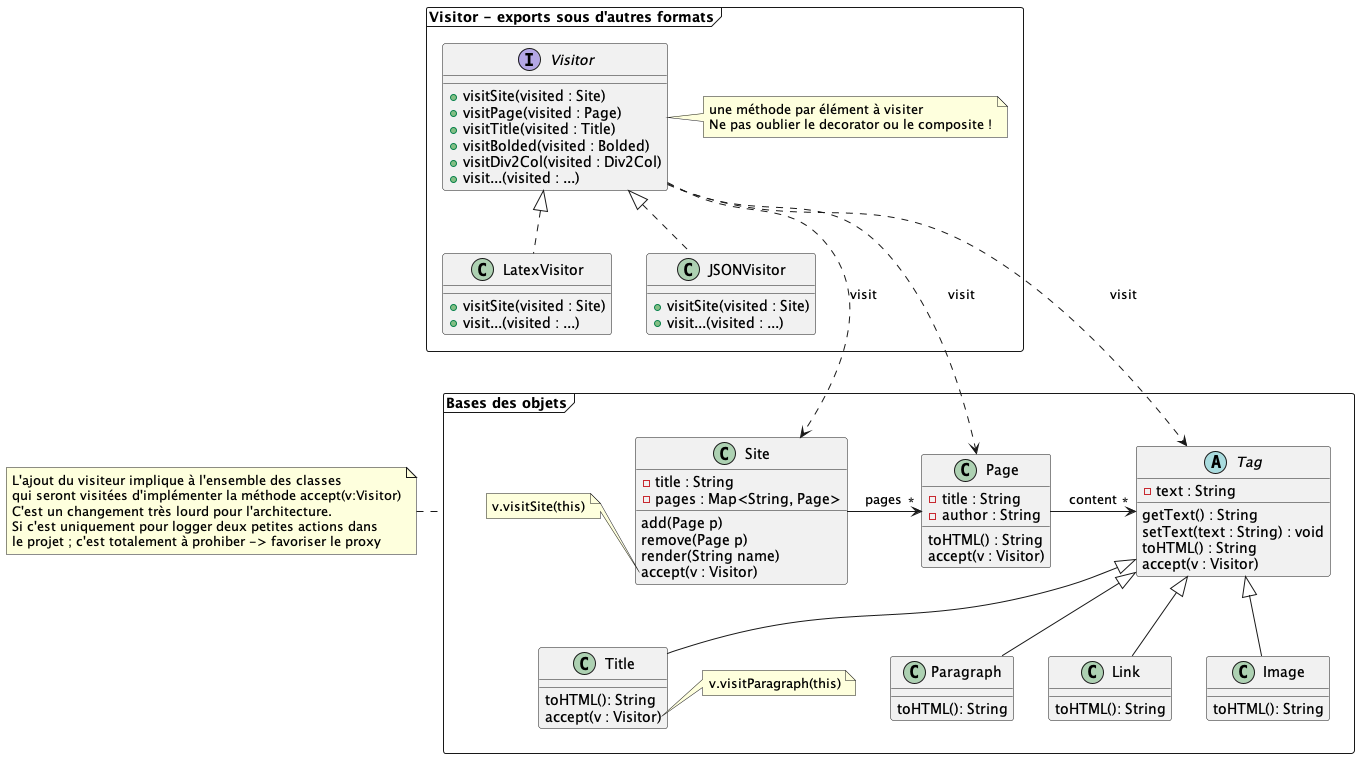 Visitor - exports sous d'autres formats
I Visitor
visitSite(visited : Site)
visitPage(visited : Page)
visitTitle(visited : Title)
visitBolded(visited : Bolded)
visitDiv2Col(visited : Div2Col)
visit...(visited : ...)
une méthode par élément à visiter
Ne pas oublier le decorator ou le composite !
C LatexVisitor
visitSite(visited : Site)
visit...(visited : ...)
C JSONVisitor
visitSite(visited : Site)
visit...(visited : ...)
visit
visit
visit
Bases des objets
L'ajout du visiteur implique à l'ensemble des classes
qui seront visitées d'implémenter la méthode accept(v:Visitor)
C'est un changement très lourd pour l'architecture.
Si c'est uniquement pour logger deux petites actions dans
le projet ; c'est totalement à prohiber -> favoriser le proxy
v.visitSite(this)
C Site
title : String
pages : Map<String, Page>
add(Page p)
remove(Page p)
render(String name)
accept(v : Visitor)
pages *
C Page
title : String
author : String
toHTML() : String
accept(v : Visitor)
content *
A Tag
text : String
getText() : String
setText(text : String) : void
toHTML() : String
accept(v : Visitor)
C Title
toHTML(): String
accept(v : Visitor)
v.visitParagraph(this)
C Paragraph
toHTML(): String
C Link
toHTML(): String
C Image
toHTML(): String